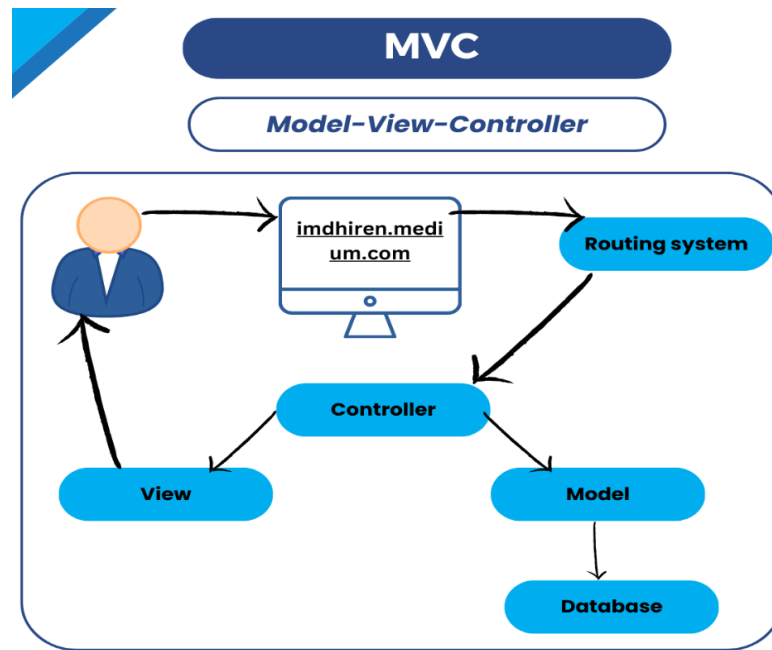 MVC
Model-View-Controller
imdhiren.medi
um.com
Routing system
Controller
View
Model
Database